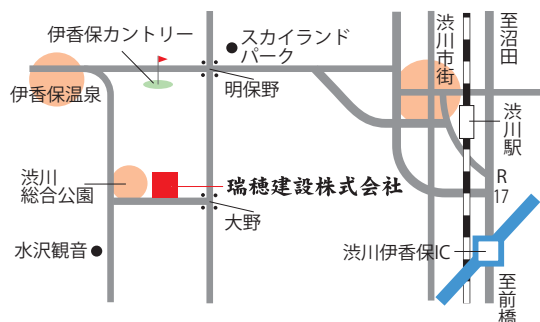 伊香保カントリー
スカイランド
パーク
渋川市街
至沼田
伊香保温泉
明保野
渋川駅
渋川
総合公園
瑞穂建設株式会社
R
17
大野
水沢観音
渋川伊香保IC
至前橋